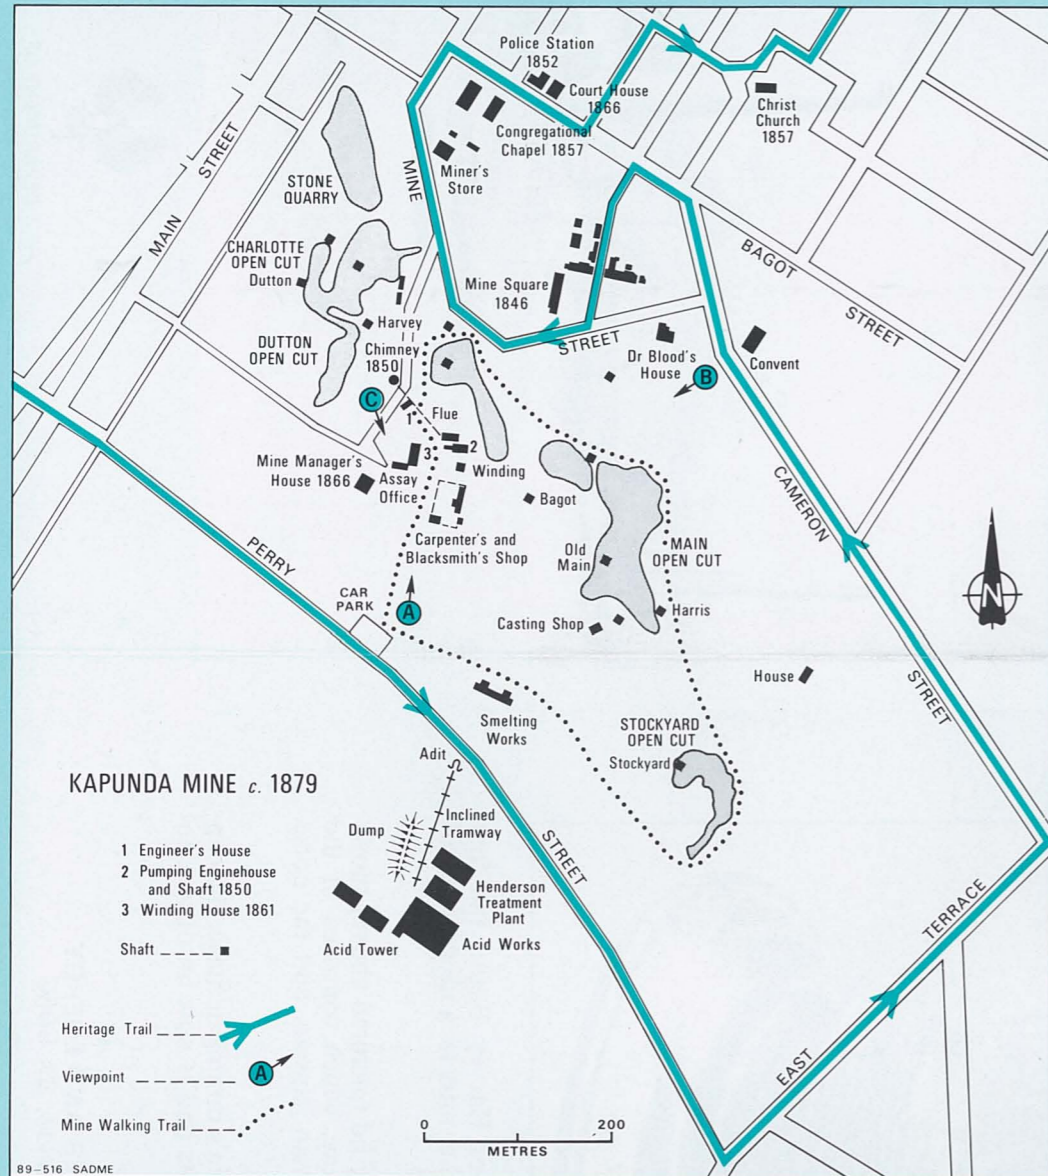 Police Station
1852
Court House
1866
Christ
Church
1857
Congregational
Chapel 1857
Miner's
Store
MAIN STREET
STONE
QUARRY
MINE
CHARLOTTE
OPEN CUT
Dutton
Mine Square
1846
BAGOT STREET
Harvey
DUTTON
OPEN CUT
Chimney
1850
STREET
Dr Blood's
House
Convent
B
C
1
Flue
2
3
Mine Manager's
House 1866
Assay
Office
Winding
Bagot
Carpenter's and
Blacksmith's Shop
CAMERON STREET
Old
Main
MAIN
OPEN CUT
PERRY STREET
CAR
PARK
A
Casting Shop
Harris
N
House
Smelting
Works
STOCKYARD
OPEN CUT
Stockyard
Adit
KAPUNDA MINE c. 1879
Inclined
Tramway
Dump
1 Engineer's House
2 Pumping Enginehouse
and Shaft 1850
3 Winding House 1861
Henderson
Treatment
Plant
Acid Tower
Acid Works
Shaft
EAST TERRACE
Heritage Trail
Viewpoint
A
Mine Walking Trail
0 200
METRES
89-516 SADME